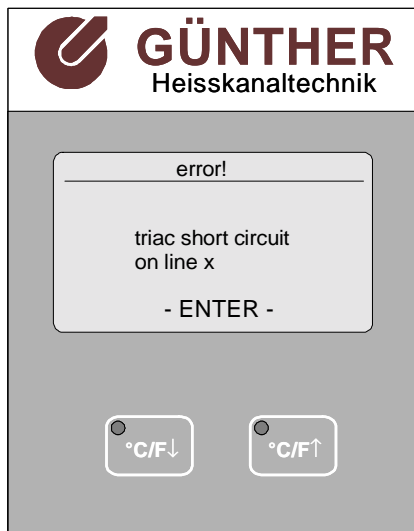 GÜNTHER
Heisskanaltechnik
error!
triac short circuit
on line x
- ENTER -
°C/F↓ °C/F↑